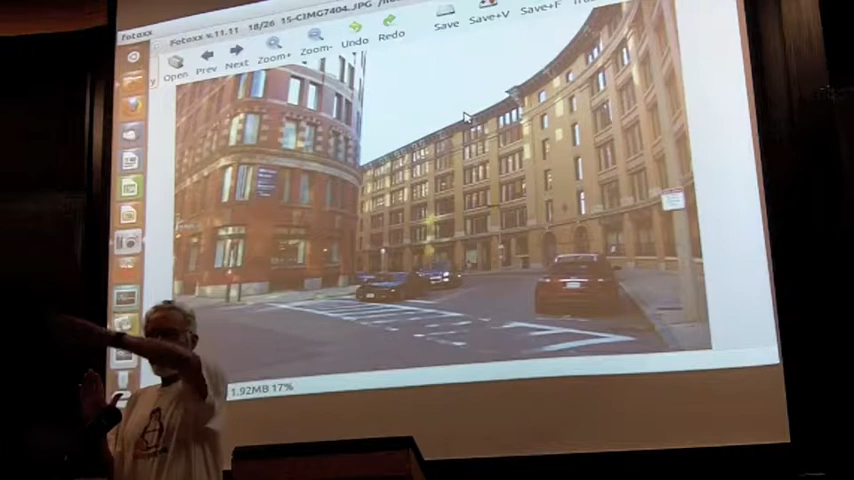 Fotoxx
Fotoxx v.11.11 18/26 15-CIMG7404.JPG
Open Prev Next Zoom+ Zoom- Undo Redo Save Save+V Save+F
1.92MB 17%